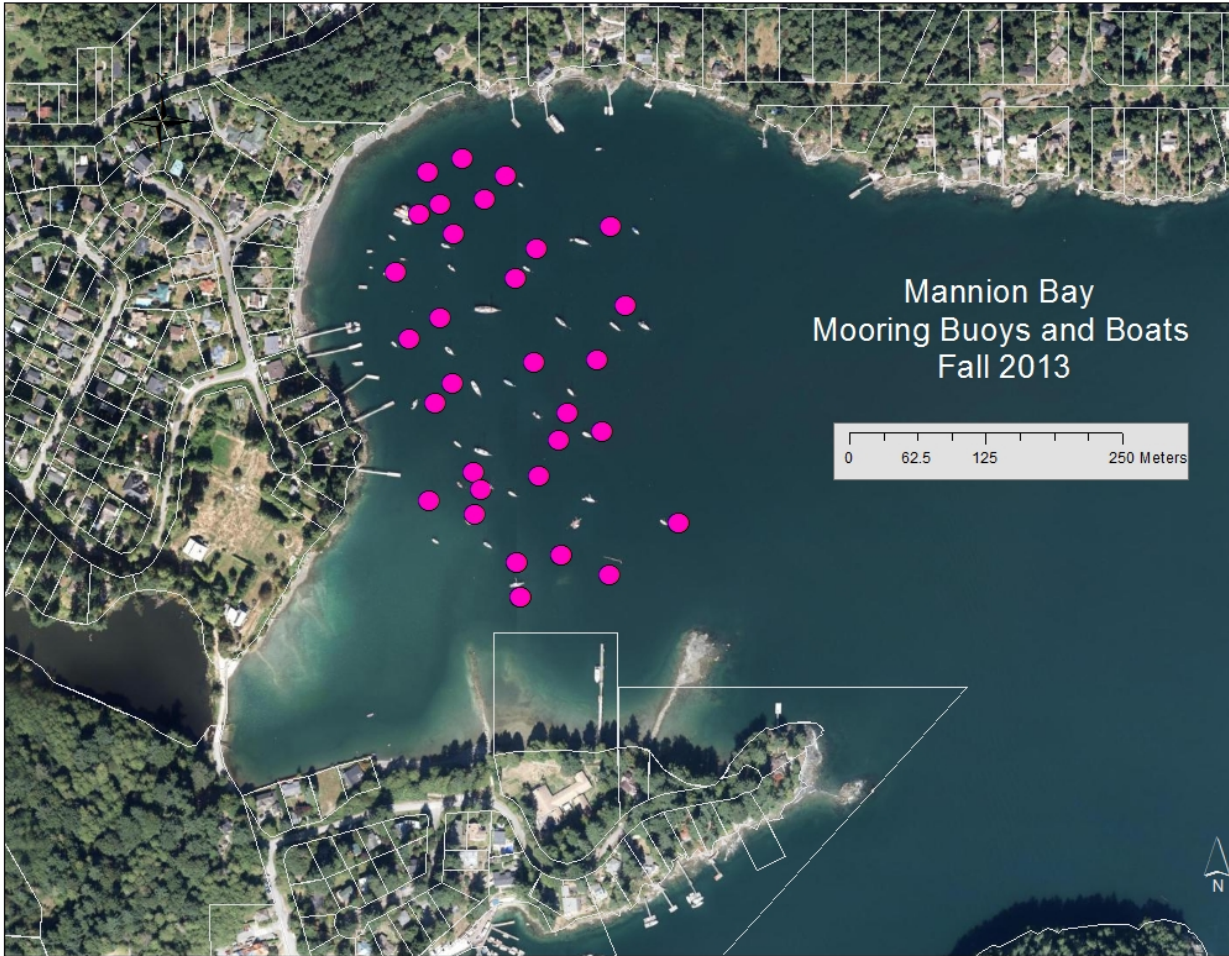 Mannion Bay
Mooring Buoys and Boats
Fall 2013
0 62.5 125 250 Meters
N